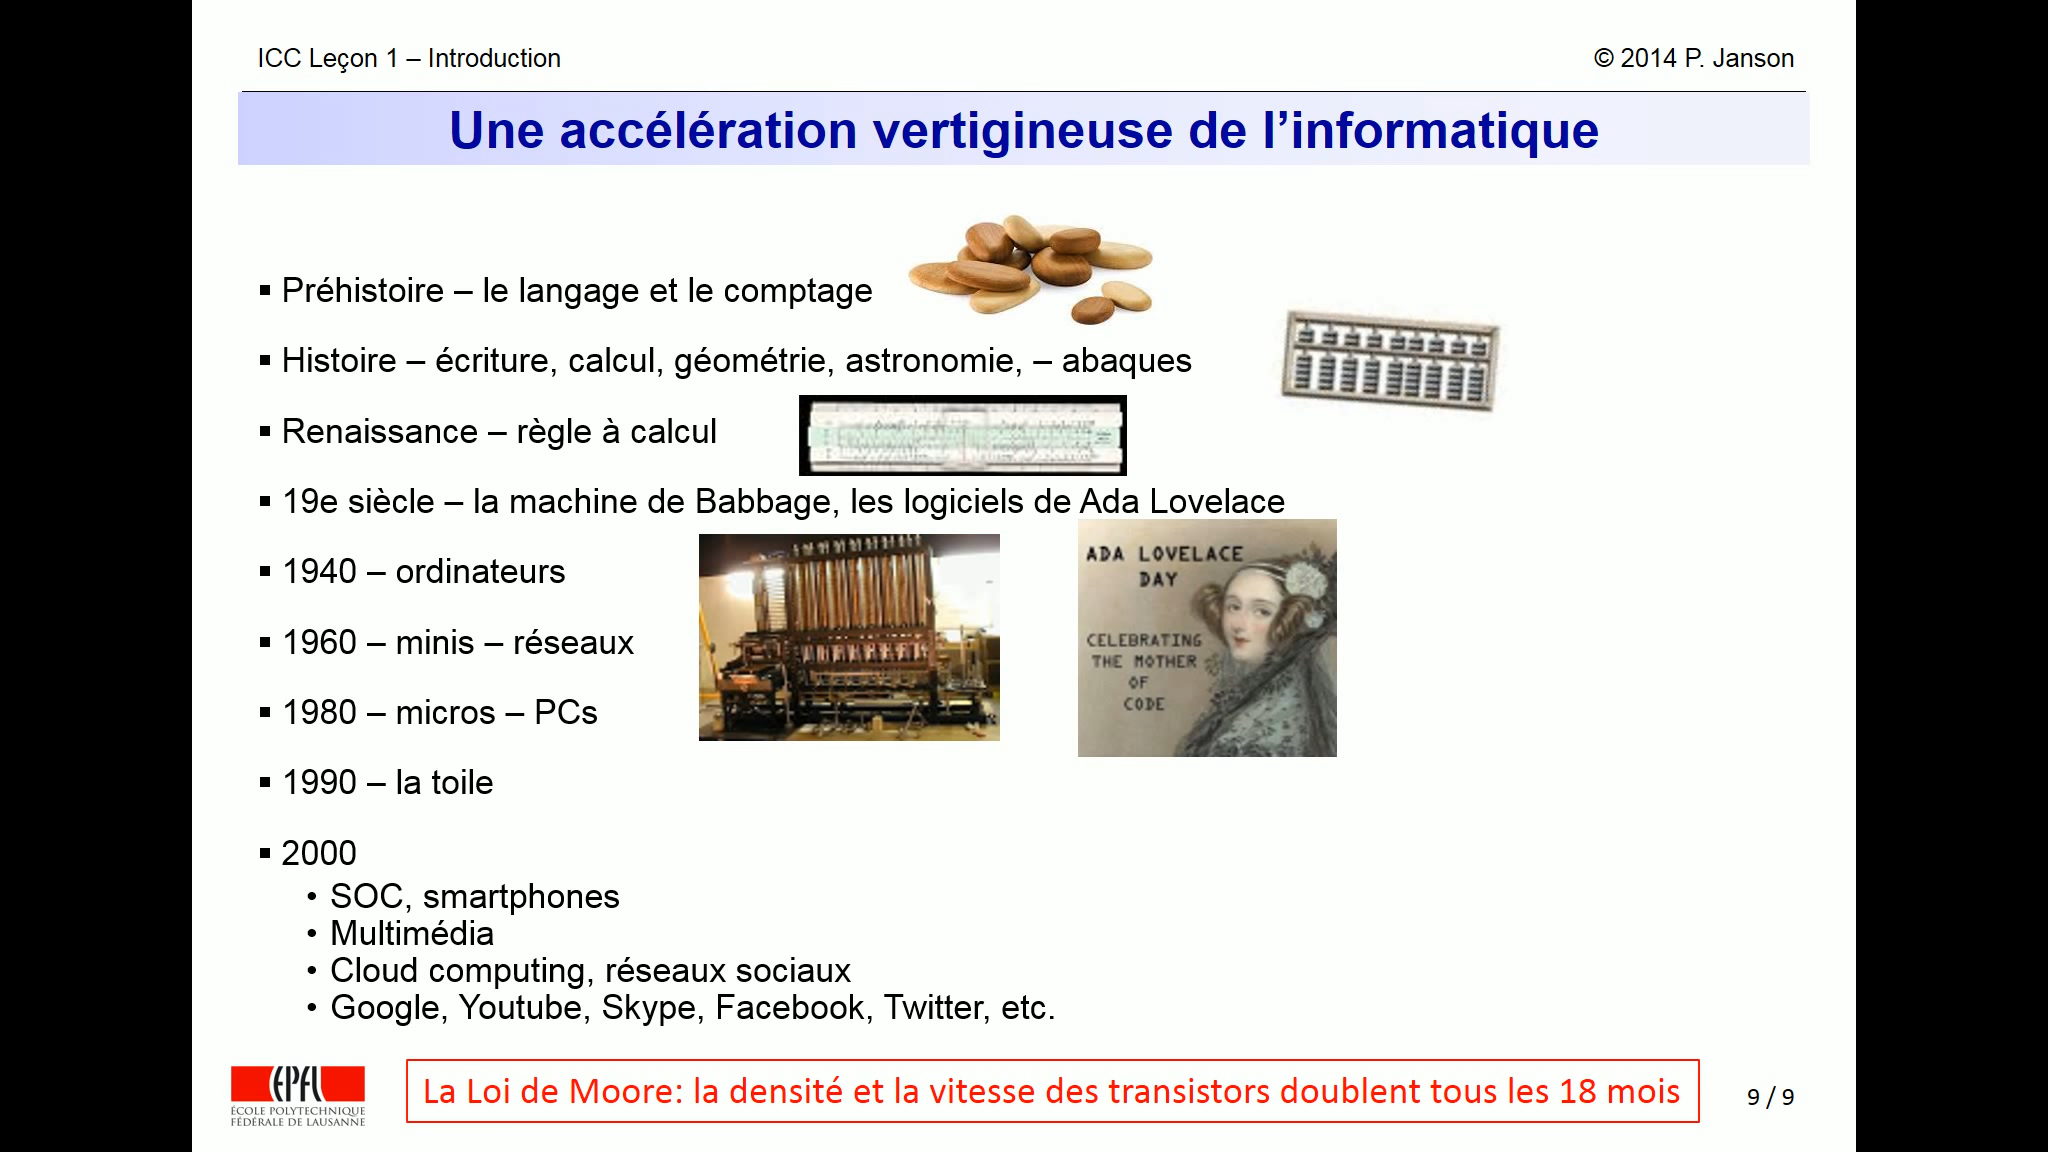 ICC Leçon 1 – Introduction
© 2014 P. Janson
Une accélération vertigineuse de l’informatique
▪ Préhistoire – le langage et le comptage
▪ Histoire – écriture, calcul, géométrie, astronomie, – abaques
▪ Renaissance – règle à calcul
▪ 19e siècle – la machine de Babbage, les logiciels de Ada Lovelace
▪ 1940 – ordinateurs
▪ 1960 – minis – réseaux
▪ 1980 – micros – PCs
▪ 1990 – la toile
▪ 2000
• SOC, smartphones
• Multimédia
• Cloud computing, réseaux sociaux
• Google, Youtube, Skype, Facebook, Twitter, etc.
ADA LOVELACE
DAY
CELEBRATING
THE MOTHER
OF
CODE
EPFL
ÉCOLE POLYTECHNIQUE
FÉDÉRALE DE LAUSANNE
La Loi de Moore: la densité et la vitesse des transistors doublent tous les 18 mois
9 / 9